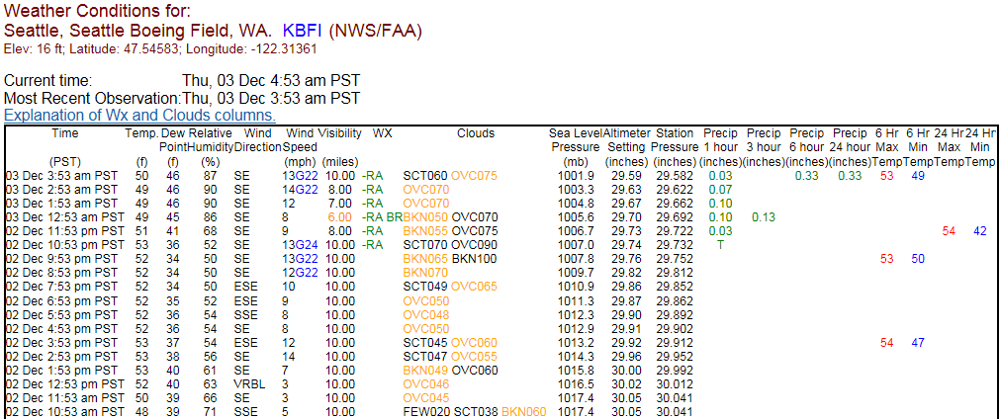 Weather Conditions for:
Seattle, Seattle Boeing Field, WA. KBFI (NWS/FAA)
Elev: 16 ft; Latitude: 47.54583; Longitude: -122.31361
Current time: Thu, 03 Dec 4:53 am PST
Most Recent Observation:Thu, 03 Dec 3:53 am PST
Explanation of Wx and Clouds columns.
Time Temp. Dew Relative Wind Wind Visibility WX Clouds Sea Level Altimeter Station Precip Precip Precip Precip 6 Hr 6 Hr 24 Hr 24 Hr
Point Humidity Direction Speed Pressure Setting Pressure 1 hour 3 hour 6 hour 24 hour Max Min Max Min
(PST) (f) (f) (%) (mph) (miles) (mb) (inches) (inches) (inches) (inches) (inches) (inches) Temp Temp Temp Temp
03 Dec 3:53 am PST 50 46 87 SE 13G22 10.00 -RA SCT060 OVC075 1001.9 29.59 29.582 0.03 0.33 0.33 53 49
03 Dec 2:53 am PST 49 46 90 SE 14G22 8.00 -RA OVC070 1003.3 29.63 29.622 0.07
03 Dec 1:53 am PST 49 46 90 SE 12 7.00 -RA OVC070 1004.8 29.67 29.662 0.10
03 Dec 12:53 am PST 49 45 86 SE 8 6.00 -RA BR BKN050 OVC070 1005.6 29.70 29.692 0.10 0.13
02 Dec 11:53 pm PST 51 41 68 SE 9 8.00 -RA BKN055 OVC075 1006.7 29.73 29.722 0.03 54 42
02 Dec 10:53 pm PST 53 36 52 SE 13G24 10.00 -RA SCT070 OVC090 1007.0 29.74 29.732 T
02 Dec 9:53 pm PST 52 34 50 SE 13G22 10.00 BKN065 BKN100 1007.8 29.76 29.752 53 50
02 Dec 8:53 pm PST 52 34 50 SE 12G22 10.00 BKN070 1009.7 29.82 29.812
02 Dec 7:53 pm PST 52 34 50 ESE 10 10.00 SCT049 OVC065 1010.9 29.86 29.852
02 Dec 6:53 pm PST 52 35 52 ESE 9 10.00 OVC050 1011.3 29.87 29.862
02 Dec 5:53 pm PST 52 36 54 SSE 8 10.00 OVC048 1012.3 29.90 29.892
02 Dec 4:53 pm PST 52 36 54 SE 8 10.00 OVC050 1012.9 29.91 29.902
02 Dec 3:53 pm PST 53 37 54 ESE 12 10.00 SCT045 OVC060 1013.2 29.92 29.912 54 47
02 Dec 2:53 pm PST 53 38 56 SE 14 10.00 SCT047 OVC055 1014.3 29.96 29.952
02 Dec 1:53 pm PST 53 40 61 SE 7 10.00 BKN049 OVC060 1015.8 30.00 29.992
02 Dec 12:53 pm PST 52 40 63 VRBL 3 10.00 OVC046 1016.5 30.02 30.012
02 Dec 11:53 am PST 50 39 66 SE 3 10.00 OVC045 1017.4 30.05 30.041
02 Dec 10:53 am PST 48 39 71 SSE 5 10.00 FEW020 SCT038 BKN060 1017.4 30.05 30.041